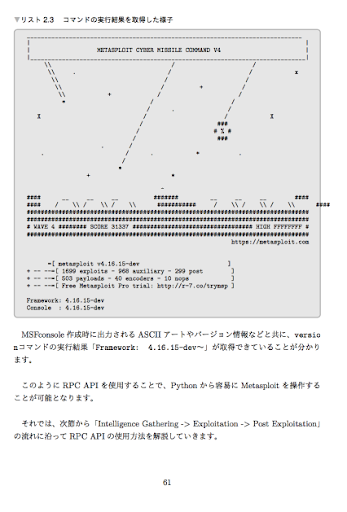 ▽リスト 2.3　コマンドの実行結果を取得した様子
METASPLOIT CYBER MISSILE COMMAND V4
# WAVE 4 ######## SCORE 31337 ################################## HIGH FFFFFFFF #
https://metasploit.com
=[ metasploit v4.16.15-dev ]
+ -- --=[ 1699 exploits - 968 auxiliary - 299 post ]
+ -- --=[ 503 payloads - 40 encoders - 10 nops ]
+ -- --=[ Free Metasploit Pro trial: http://r-7.co/trymsp ]
Framework: 4.16.15-dev
Console : 4.16.15-dev
MSFconsole 作成時に出力される ASCII アートやバージョン情報などと共に、versio
nコマンドの実行結果「Framework: 4.16.15-dev～」が取得できていることが分かり
ます。
このように RPC API を使用することで、Python から容易に Metasploit を操作する
ことが可能となります。
それでは、次節から「Intelligence Gathering -> Exploitation -> Post Exploitation」
の流れに沿って RPC API の使用方法を解説していきます。
61